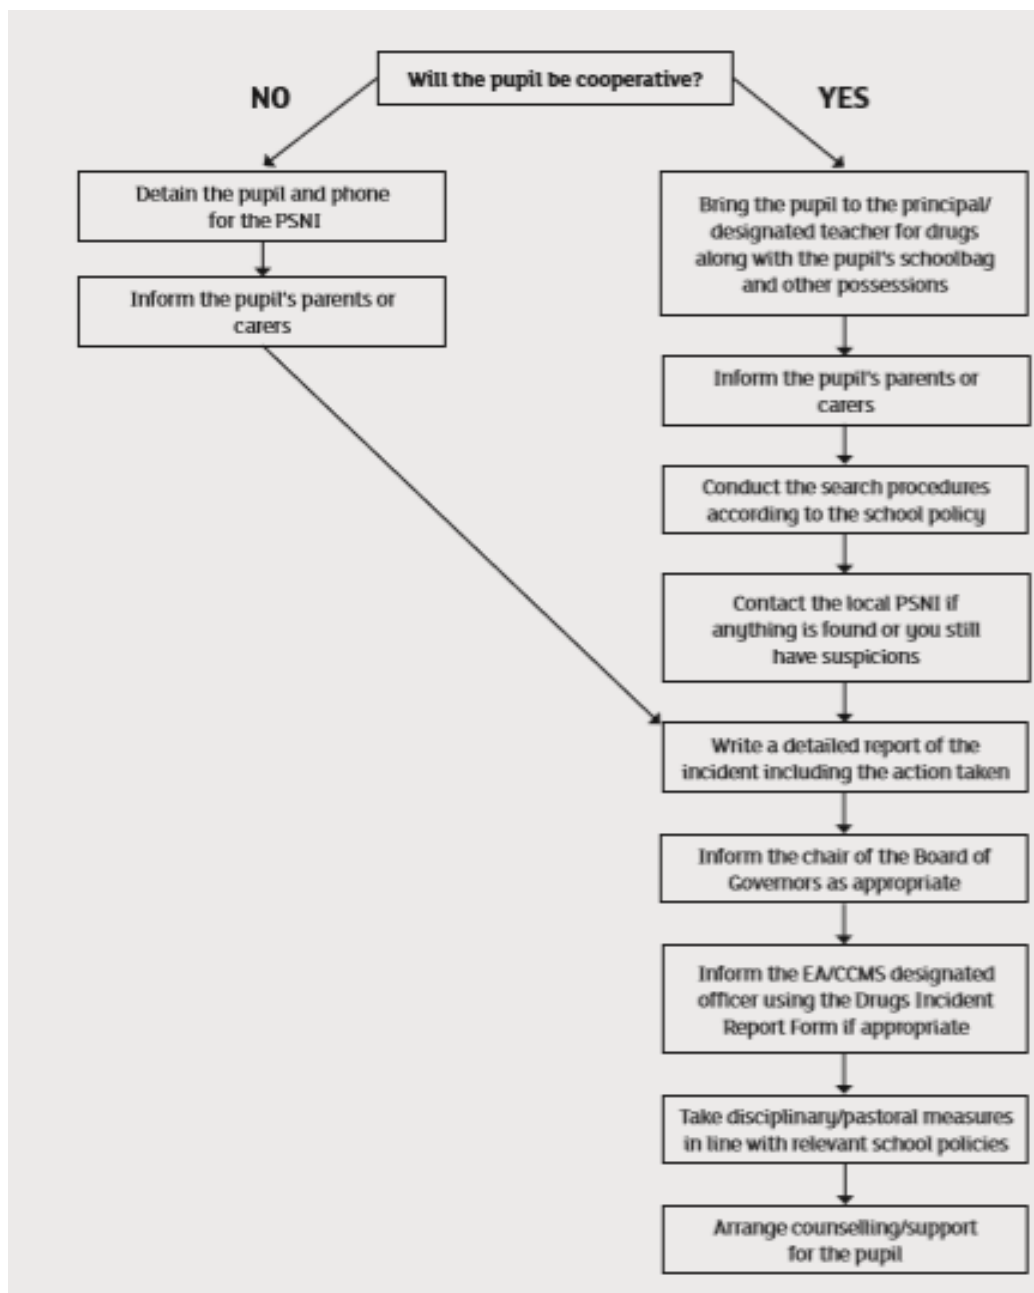 Will the pupil be cooperative?
NO
YES
Detain the pupil and phone
for the PSNI
Inform the pupil's parents or
carers
Bring the pupil to the principal/
designated teacher for drugs
along with the pupil's schoolbag
and other possessions
Inform the pupil's parents or
carers
Conduct the search procedures
according to the school policy
Contact the local PSNI if
anything is found or you still
have suspicions
Write a detailed report of the
incident including the action taken
Inform the chair of the Board of
Governors as appropriate
Inform the EA/CCMS designated
officer using the Drugs Incident
Report Form if appropriate
Take disciplinary/pastoral measures
in line with relevant school policies
Arrange counselling/support
for the pupil